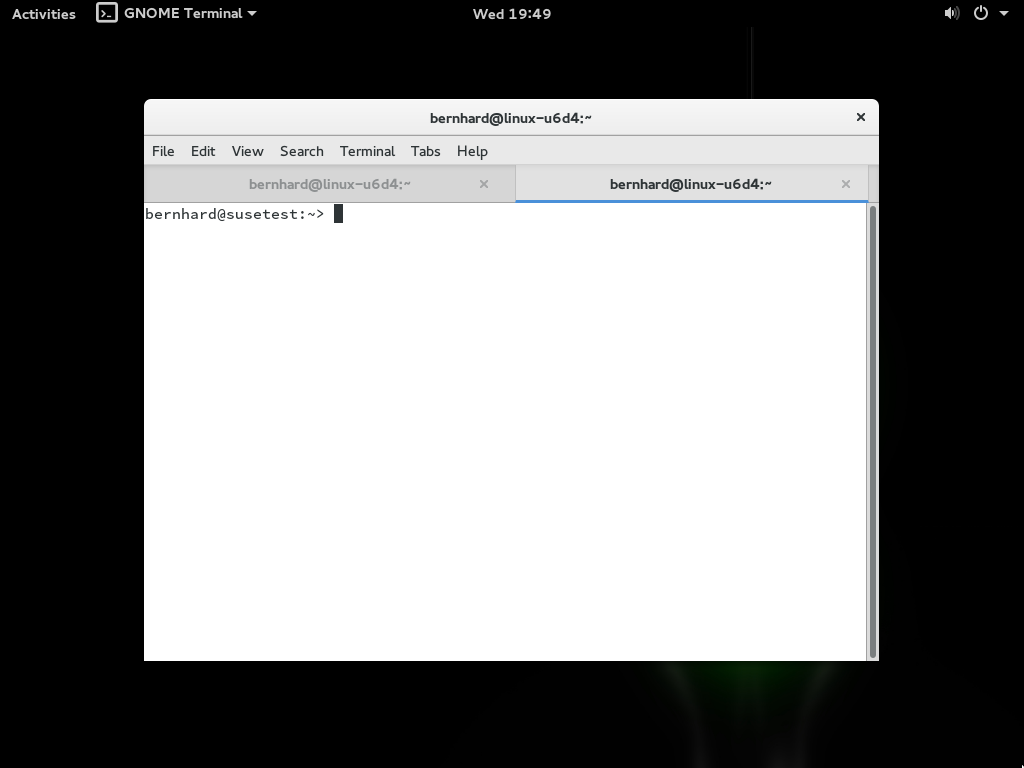 Activities GNOME Terminal Wed 19:49
bernhard@linux-u6d4:~
File Edit View Search Terminal Tabs Help
bernhard@linux-u6d4:~ bernhard@linux-u6d4:~
bernhard@susetest:~>